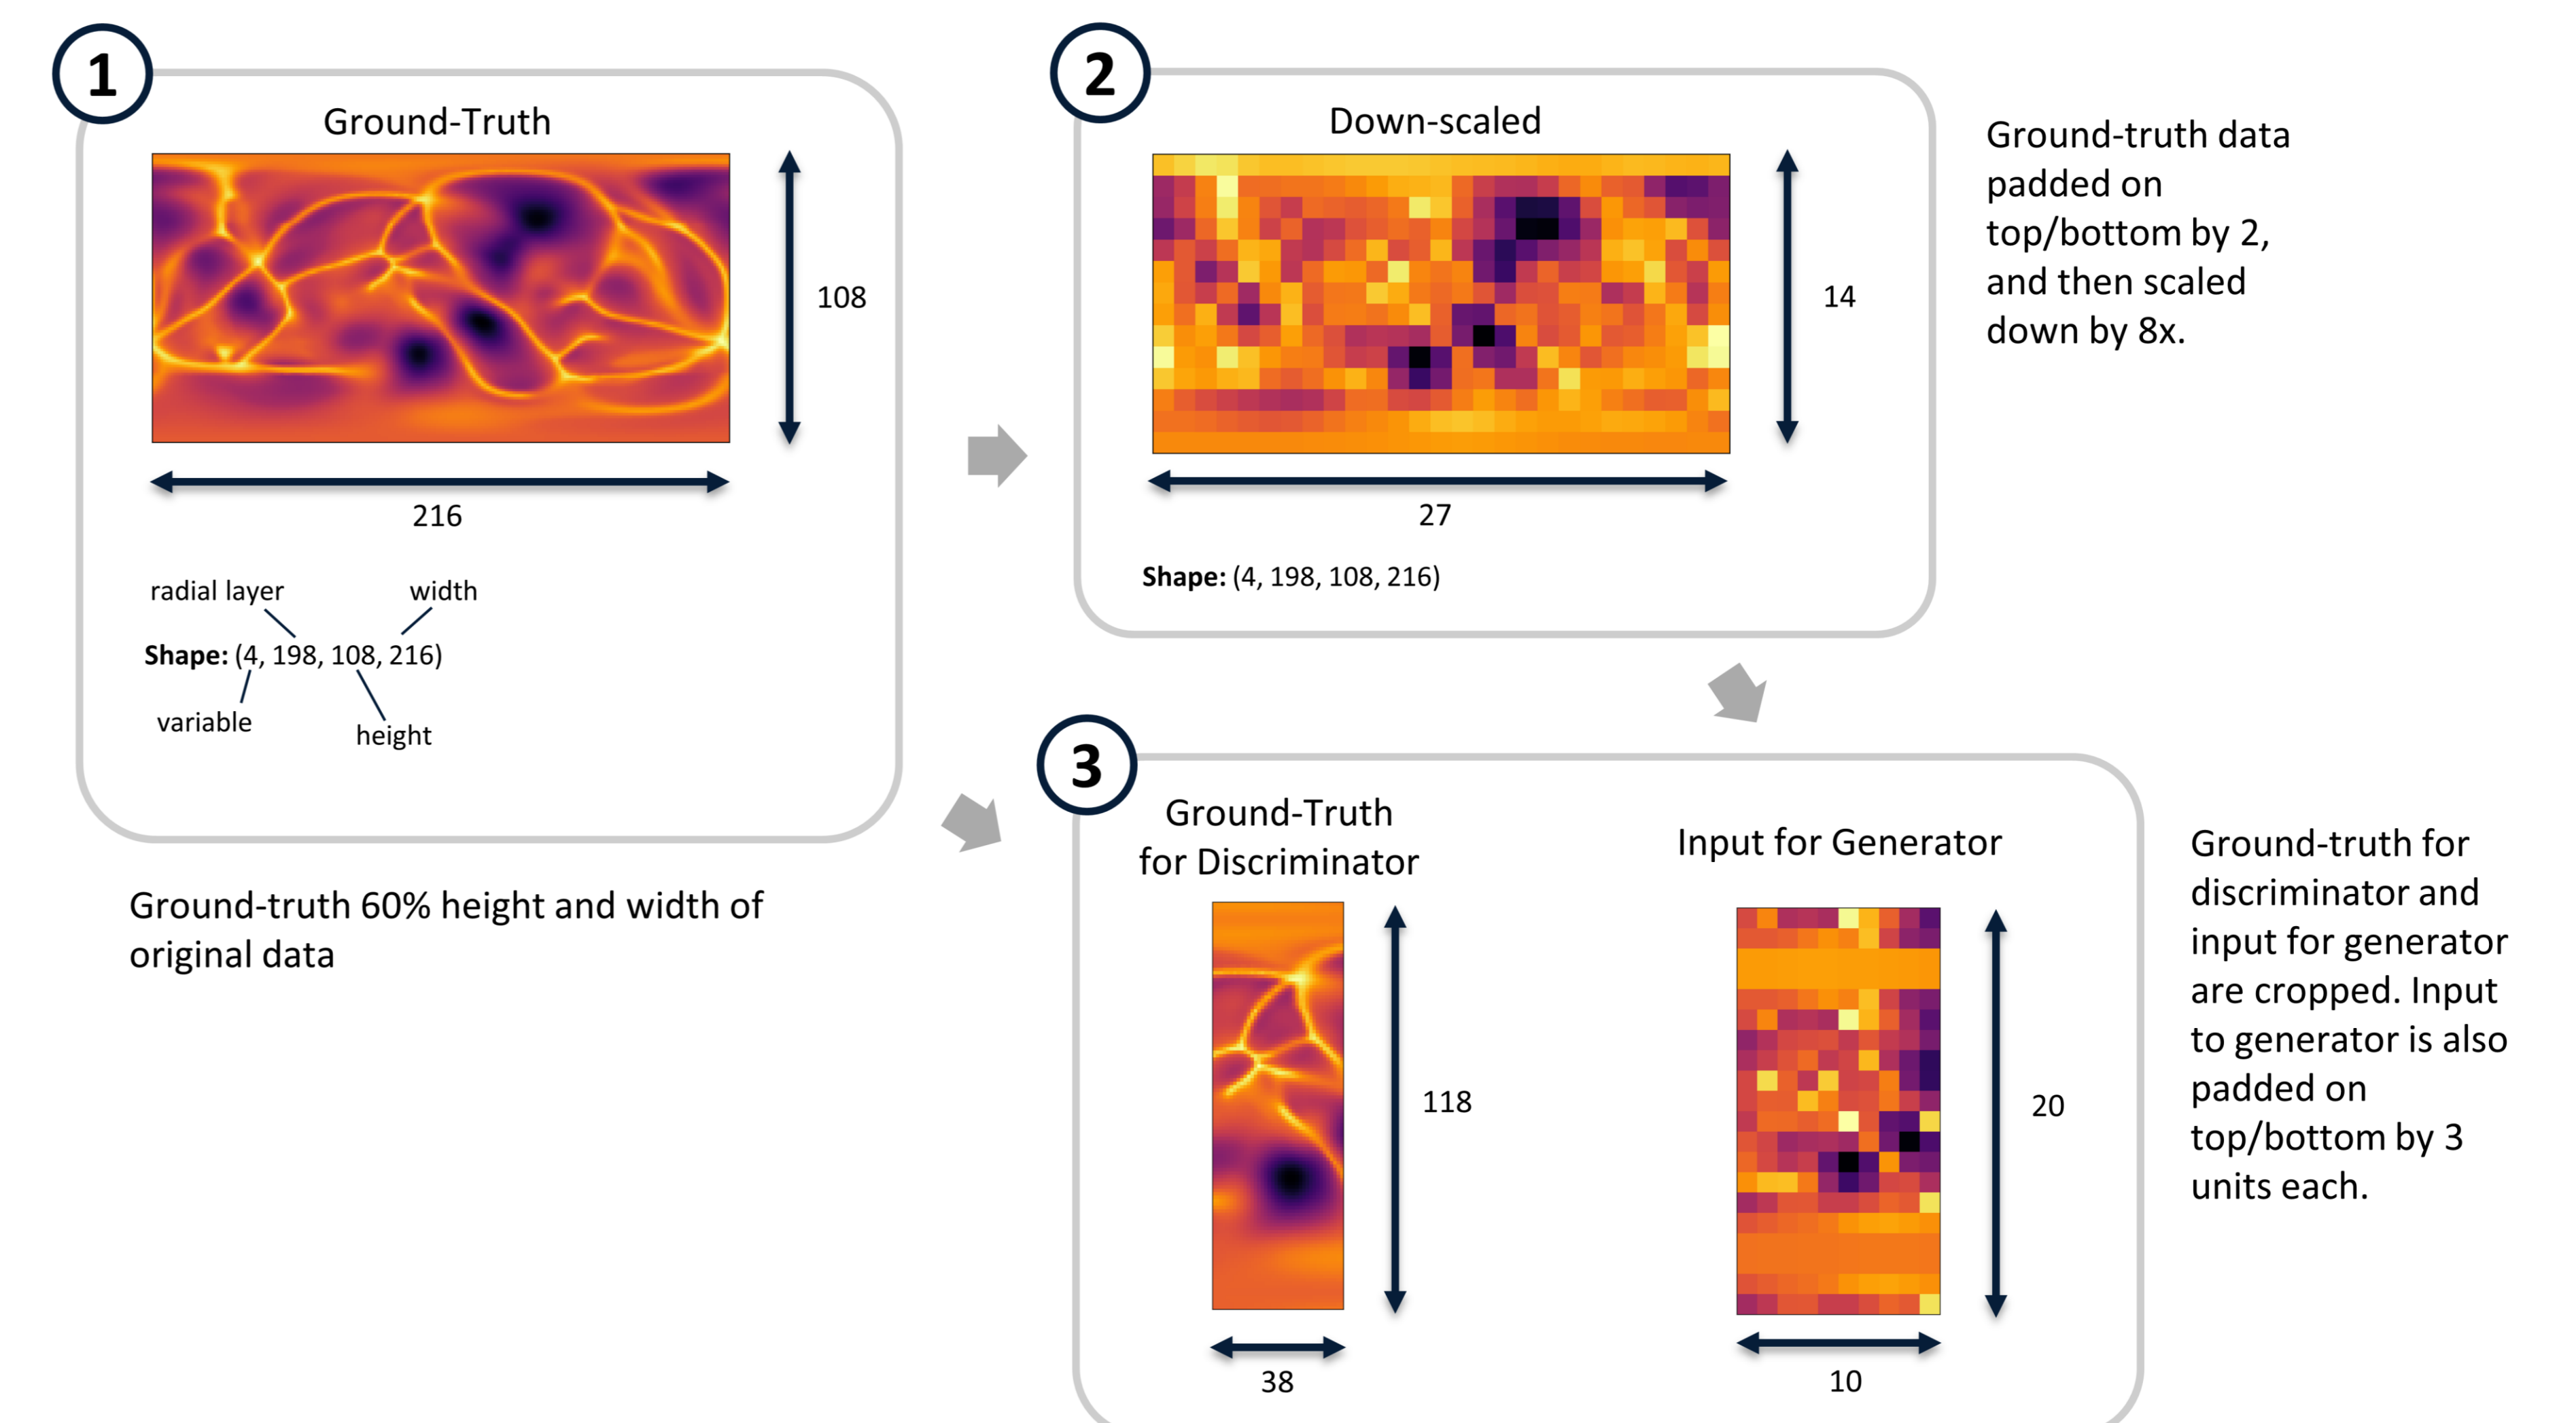 1
Ground-Truth
108
216
radial layer
width
Shape: (4, 198, 108, 216)
variable
height
Ground-truth 60% height and width of
original data
2
Down-scaled
14
27
Shape: (4, 198, 108, 216)
Ground-truth data
padded on
top/bottom by 2,
and then scaled
down by 8x.
3
Ground-Truth
for Discriminator
118
38
Input for Generator
20
10
Ground-truth for
discriminator and
input for generator
are cropped. Input
to generator is also
padded on
top/bottom by 3
units each.